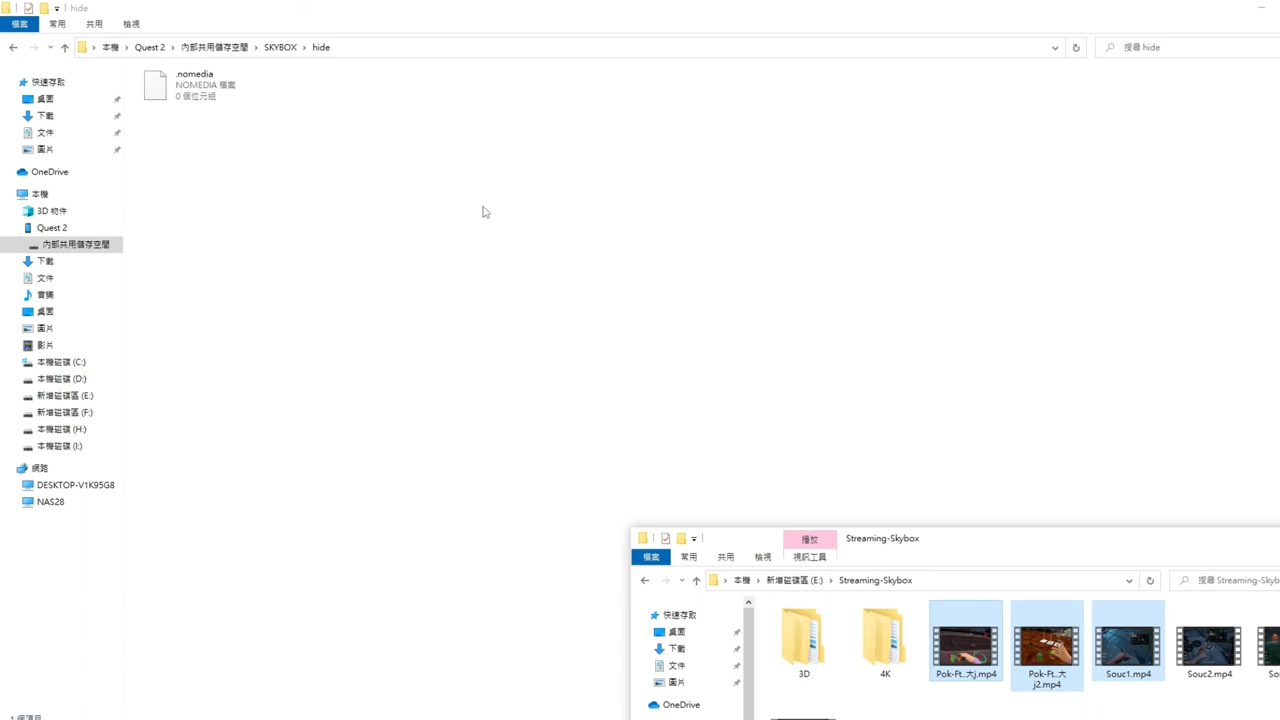 hide
檔案 常用 共用 檢視
本機 Quest 2 內部共用儲存空間 SKYBOX hide
搜尋 hide
.nomedia
NOMEDIA 檔案
0 個位元組
快速存取
桌面
下載
文件
圖片
OneDrive
本機
3D 物件
Quest 2
內部共用儲存空間
下載
文件
音樂
桌面
圖片
影片
本機磁碟 (C:)
本機磁碟 (D:)
新增磁碟區 (E:)
新增磁碟區 (F:)
本機磁碟 (H:)
本機磁碟 (I:)
網路
DESKTOP-V1K95G8
NAS28
1 個項目
播放 Streaming-Skybox
檔案 常用 共用 檢視 視訊工具
本機 新增磁碟區 (E:) Streaming-Skybox
搜尋 Streaming-Skyb
快速存取
桌面
下載
文件
圖片
OneDrive
3D
4K
Pok-Ft..大j.mp4
Pok-Ft..大
j2.mp4
Souc1.mp4
Souc2.mp4